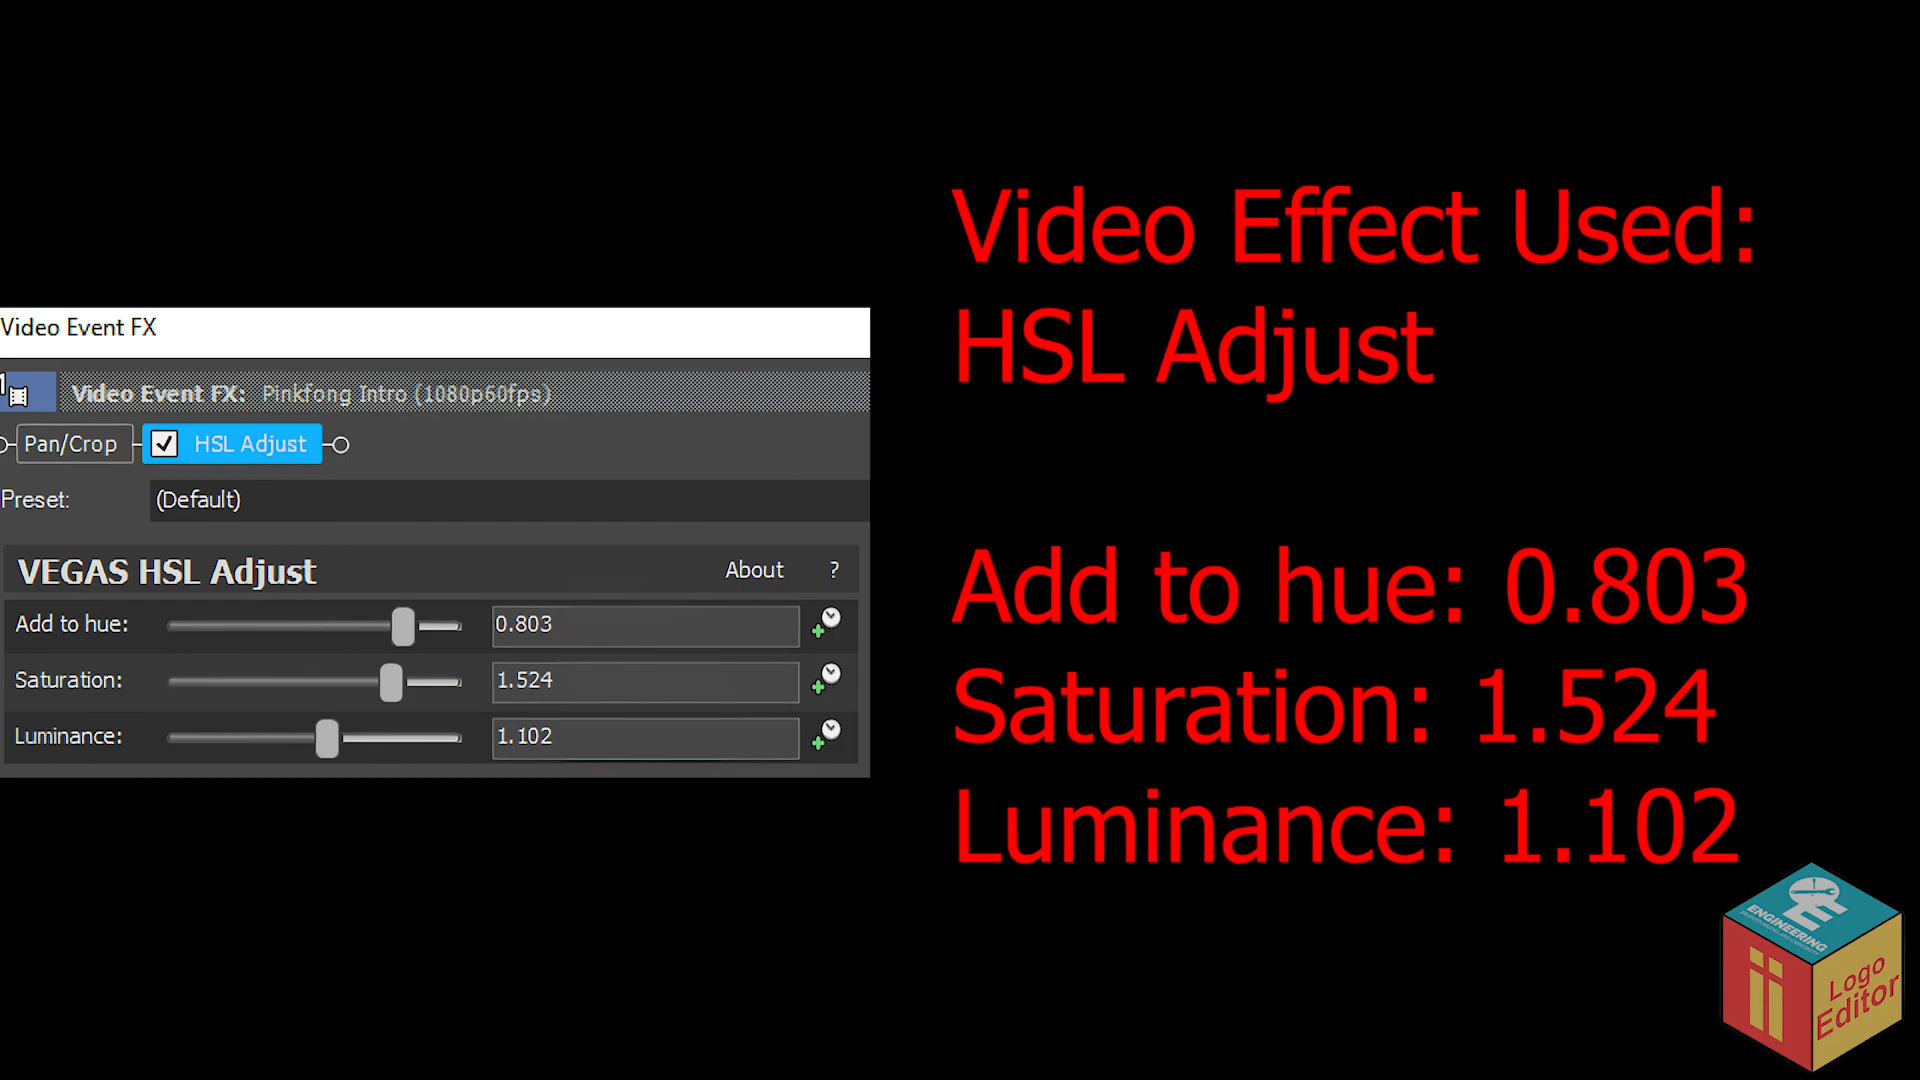 Video Event FX
1
Video Event FX: Pinkfong Intro (1080p60fps)
Pan/Crop
HSL Adjust
Preset:
(Default)
VEGAS HSL Adjust
About
?
Add to hue:
0.803
Saturation:
1.524
Luminance:
1.102
Video Effect Used:
HSL Adjust
Add to hue: 0.803
Saturation: 1.524
Luminance: 1.102
E
ENGINEERING
ii
Logo
Editor